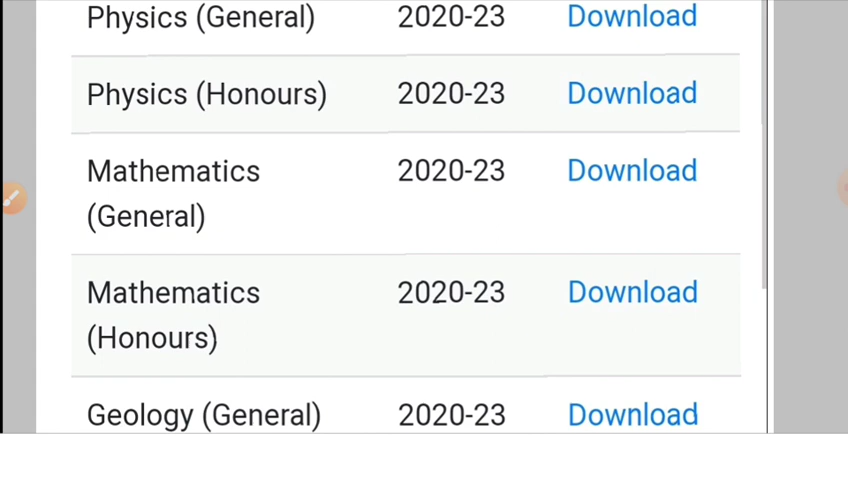 Physics (General) 2020-23 Download
Physics (Honours) 2020-23 Download
Mathematics 2020-23 Download
(General)
Mathematics 2020-23 Download
(Honours)
Geology (General) 2020-23 Download